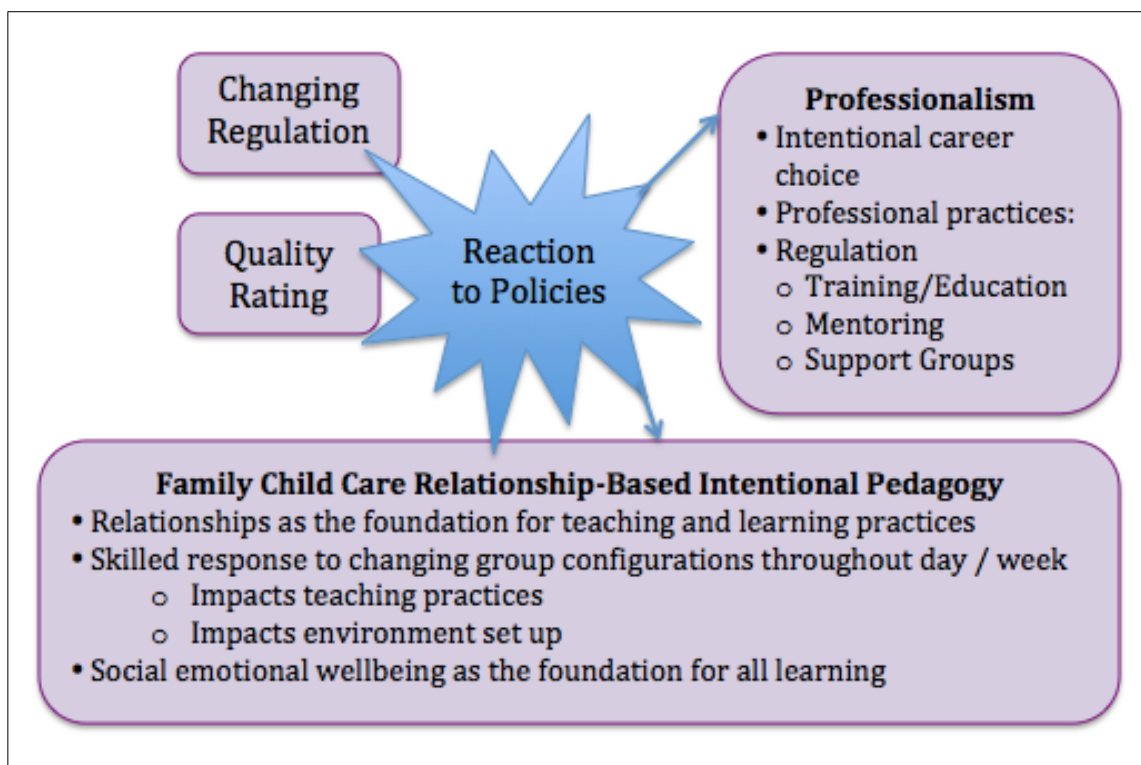 Changing
Regulation
Quality
Rating
Reaction
to Policies
Professionalism
• Intentional career
choice
• Professional practices:
• Regulation
o Training/Education
o Mentoring
o Support Groups
Family Child Care Relationship-Based Intentional Pedagogy
• Relationships as the foundation for teaching and learning practices
• Skilled response to changing group configurations throughout day / week
o Impacts teaching practices
o Impacts environment set up
• Social emotional wellbeing as the foundation for all learning